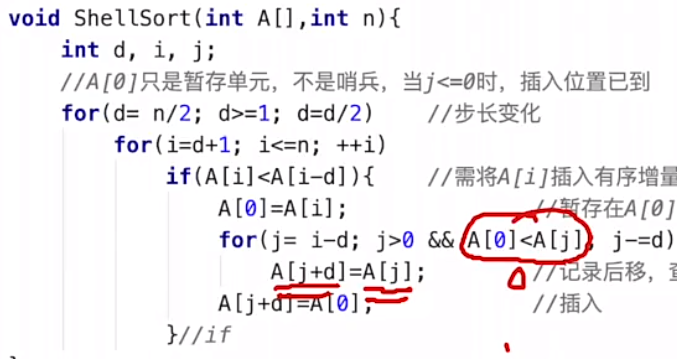 void ShellSort(int A[],int n){
int d, i, j;
//A[0]只是暂存单元，不是哨兵，当j<=0时，插入位置已到
for(d= n/2; d>=1; d=d/2) //步长变化
for(i=d+1; i<=n; ++i)
if(A[i]<A[i-d]){ //需将A[i]插入有序增量
A[0]=A[i]; //暂存在A[0]
for(j= i-d; j>0 && A[0]<A[j]; j-=d)
A[j+d]=A[j]; //记录后移，
A[j+d]=A[0]; //插入
}//if